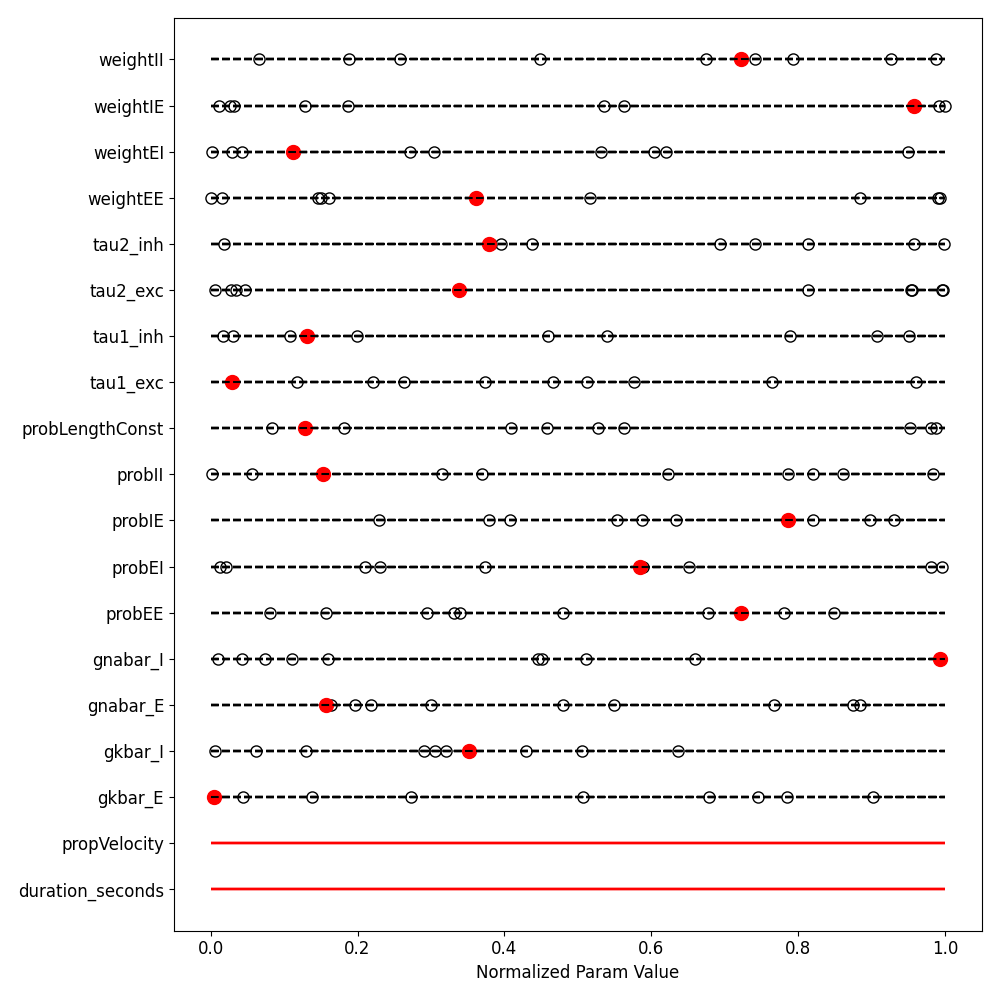 weightII
weightIE
weightEI
weightEE
tau2_inh
tau2_exc
tau1_inh
tau1_exc
probLengthConst
probII
probIE
probEI
probEE
gnabar_I
gnabar_E
gkbar_I
gkbar_E
propVelocity
duration_seconds
0.0 0.2 0.4 0.6 0.8 1.0
Normalized Param Value